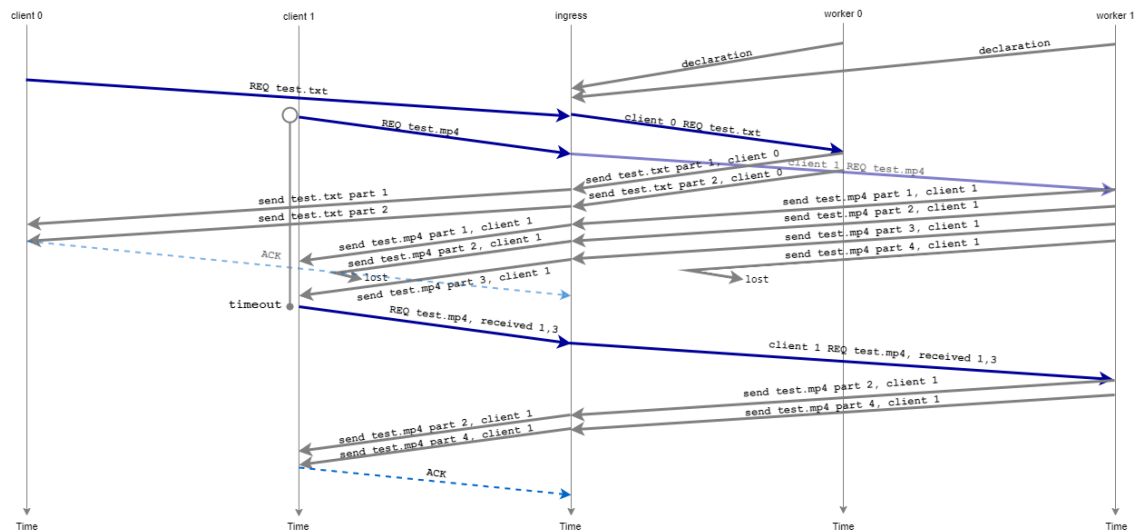 client 0
client 1
ingress
worker 0
worker 1
declaration
declaration
REQ test.txt
REQ test.mp4
client 0 REQ test.txt
client 1 REQ test.mp4
send test.txt part 1, client 0
send test.txt part 2, client 0
send test.txt part 1
send test.txt part 2
send test.mp4 part 1, client 1
send test.mp4 part 2, client 1
send test.mp4 part 3, client 1
send test.mp4 part 4, client 1
send test.mp4 part 1, client 1
send test.mp4 part 2, client 1
send test.mp4 part 3, client 1
ACK
lost
lost
timeout
REQ test.mp4, received 1,3
client 1 REQ test.mp4, received 1,3
send test.mp4 part 2, client 1
send test.mp4 part 4, client 1
send test.mp4 part 2, client 1
send test.mp4 part 4, client 1
ACK
Time
Time
Time
Time
Time